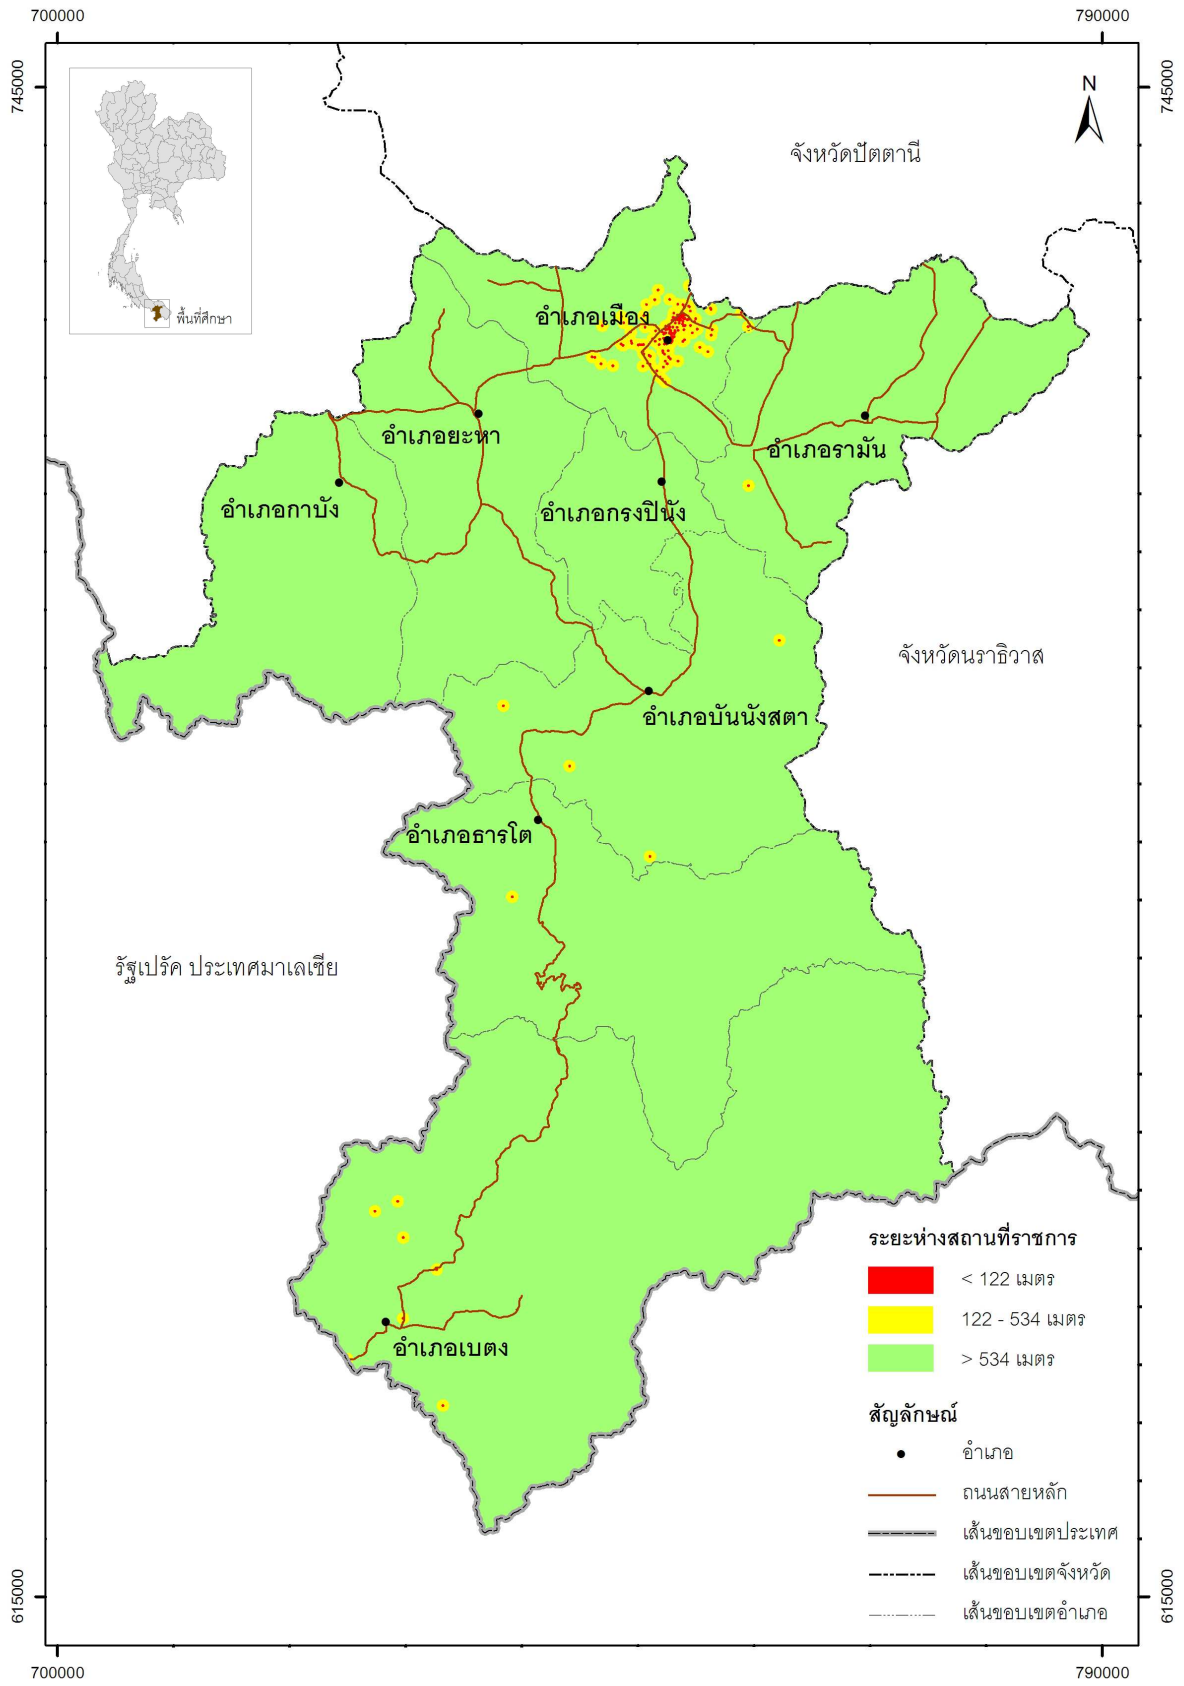 700000
790000
745000
745000
N
จังหวัดปัตตานี
พื้นที่ศึกษา
อำเภอเมือง
อำเภอยะหา
อำเภอรามัน
อำเภอกาบัง
อำเภอกรงปินัง
จังหวัดนราธิวาส
อำเภอบันนังสตา
อำเภอธารโต
รัฐเปรัค ประเทศมาเลเซีย
อำเภอเบตง
ระยะห่างสถานที่ราชการ
< 122 เมตร
122 - 534 เมตร
> 534 เมตร
สัญลักษณ์
อำเภอ
ถนนสายหลัก
เส้นขอบเขตประเทศ
เส้นขอบเขตจังหวัด
เส้นขอบเขตอำเภอ
615000
615000
700000
790000